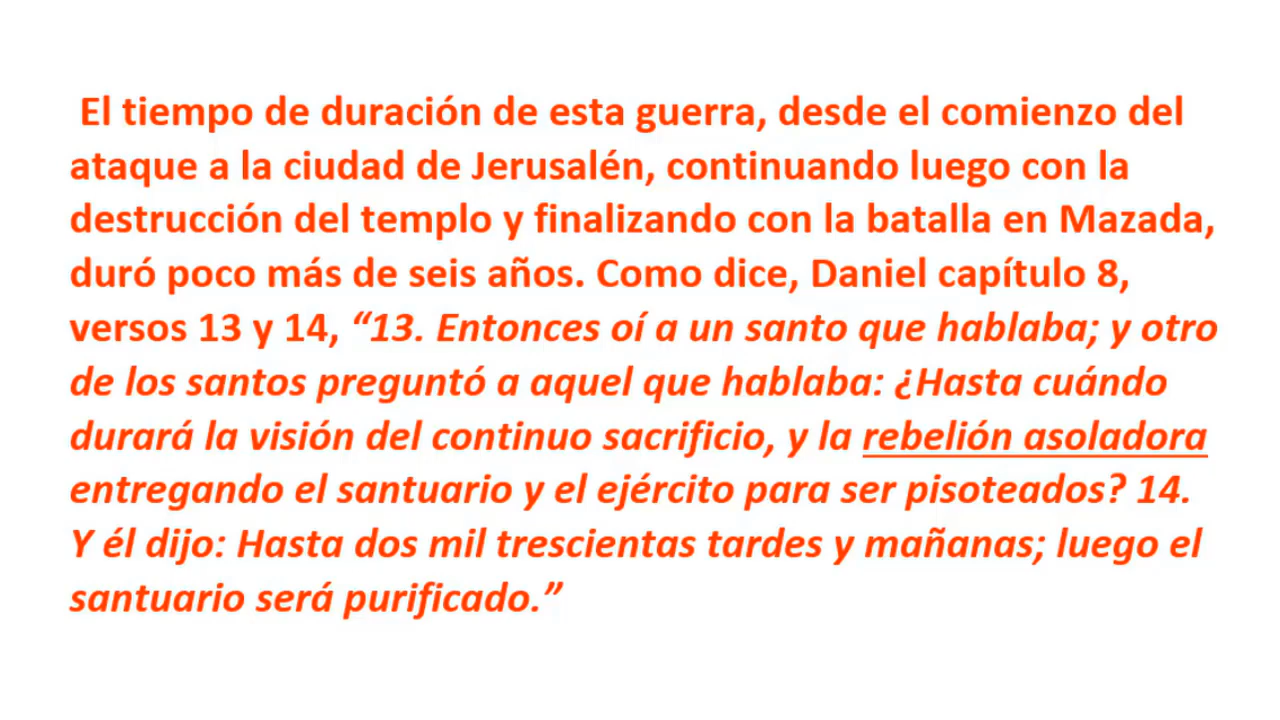 El tiempo de duración de esta guerra, desde el comienzo del
ataque a la ciudad de Jerusalén, continuando luego con la
destrucción del templo y finalizando con la batalla en Mazada,
duró poco más de seis años. Como dice, Daniel capítulo 8,
versos 13 y 14, “13. Entonces oí a un santo que hablaba; y otro
de los santos preguntó a aquel que hablaba: ¿Hasta cuándo
durará la visión del continuo sacrificio, y la rebelión asoladora
entregando el santuario y el ejército para ser pisoteados? 14.
Y él dijo: Hasta dos mil trescientas tardes y mañanas; luego el
santuario será purificado.”